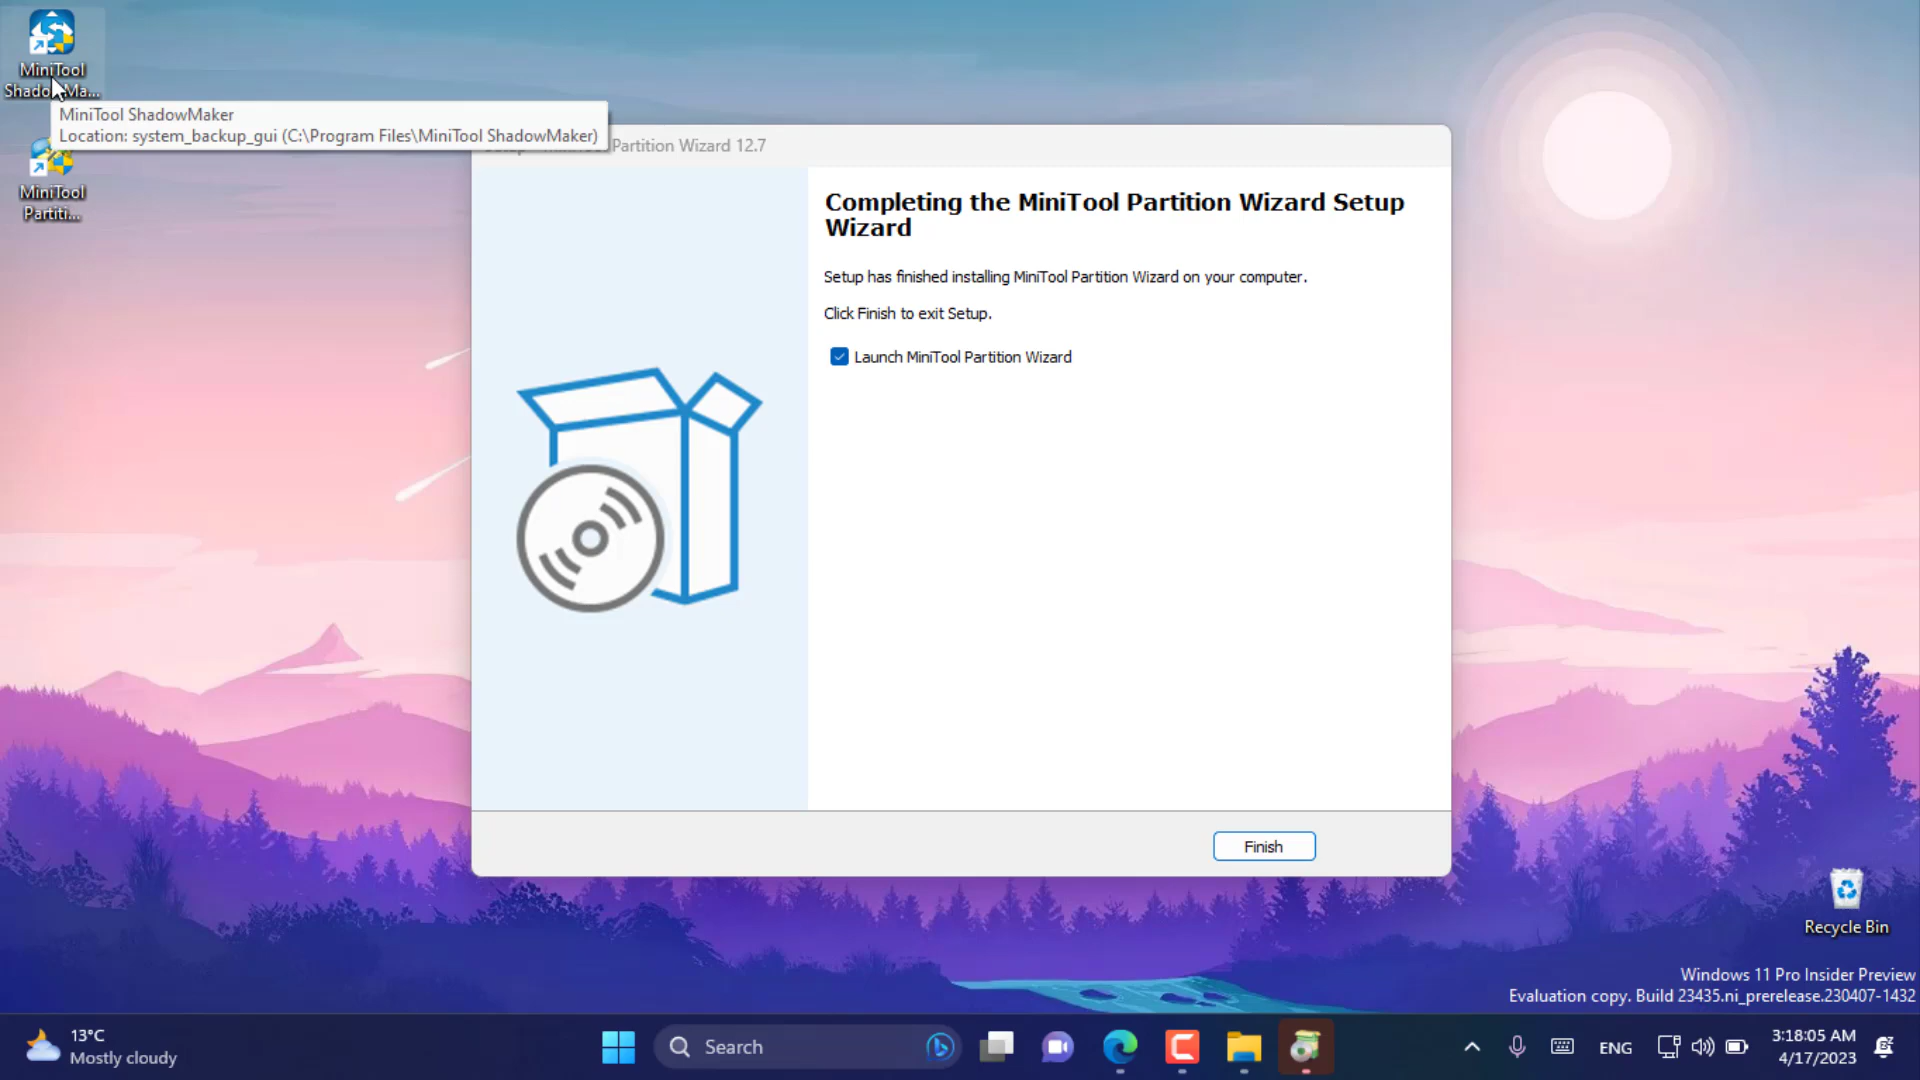 MiniTool
Shadow Ma...
MiniTool ShadowMaker
Location: system_backup_gui (C:\Program Files\MiniTool ShadowMaker)
Partition Wizard 12.7
MiniTool
Partiti...
Completing the MiniTool Partition Wizard Setup
Wizard
Setup has finished installing MiniTool Partition Wizard on your computer.
Click Finish to exit Setup.
Launch MiniTool Partition Wizard
Finish
Recycle Bin
Windows 11 Pro Insider Preview
Evaluation copy. Build 23435.ni_prerelease.230407-1432
13°C
Mostly cloudy
Search
ENG
3:18:05 AM
4/17/2023